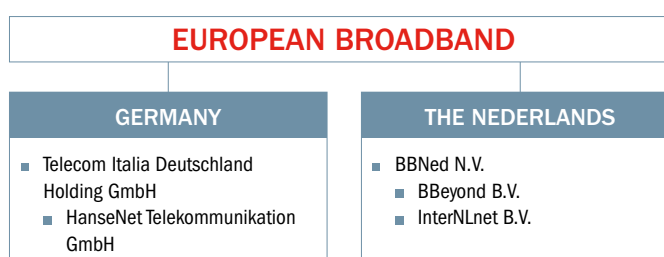 EUROPEAN BROADBAND
GERMANY
Telecom Italia Deutschland
Holding GmbH
HanseNet Telekommunikation
GmbH
THE NEDERLANDS
BBNed N.V.
BBeyond B.V.
InterNLnet B.V.